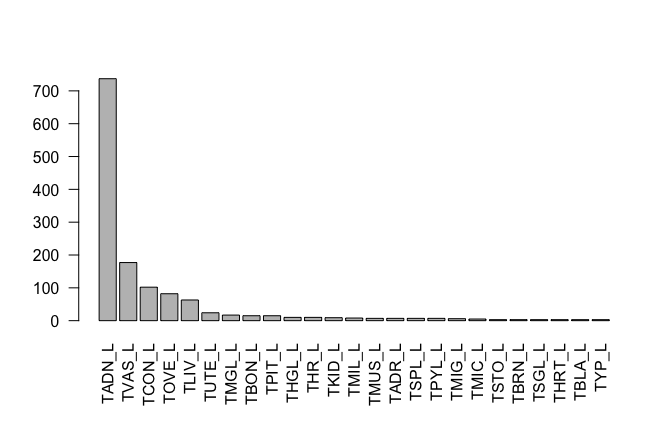 700
600
500
400
300
200
100
0
TADN_L
TVAS_L
TCON_L
TOVE_L
TLIV_L
TUTE_L
TMGL_L
TBON_L
TPIT_L
THGL_L
THR_L
TKID_L
TMIL_L
TMUS_L
TADR_L
TSPL_L
TPYL_L
TMIG_L
TMIC_L
TSTO_L
TBRN_L
TSGL_L
THRT_L
TBLA_L
TYP_L